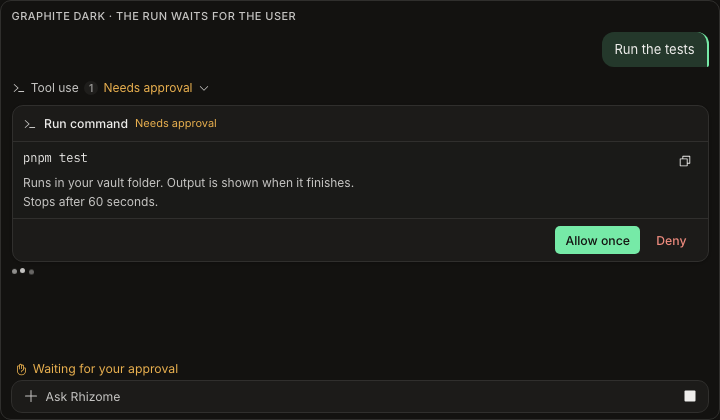 GRAPHITE DARK · THE RUN WAITS FOR THE USER
Run the tests
Tool use 1 Needs approval
Run command Needs approval
pnpm test
Runs in your vault folder. Output is shown when it finishes.
Stops after 60 seconds.
Allow once Deny
Waiting for your approval
Ask Rhizome